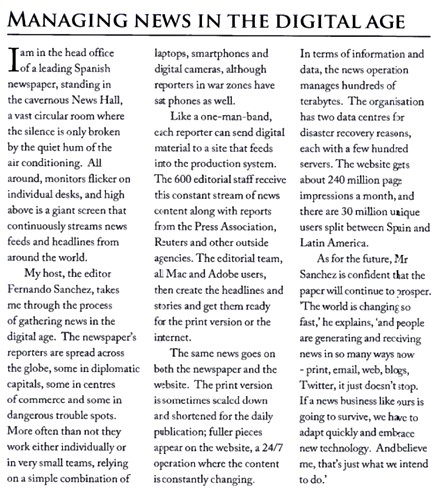 MANAGING NEWS IN THE DIGITAL AGE
I am in the head office
of a leading Spanish
newspaper, standing in
the cavernous News Hall,
a vast circular room where
the silence is only broken
by the quiet hum of the
air conditioning. All
around, monitors flicker on
individual desks, and high
above is a giant screen that
continuously streams news
feeds and headlines from
around the world.
My host, the editor
Fernando Sanchez, takes
me through the process
of gathering news in the
digital age. The newspaper's
reporters are spread across
the globe, some in diplomatic
capitals, some in centres
of commerce and some in
dangerous trouble spots.
More often than not they
work either individually or
in very small teams, relying
on a simple combination of
laptops, smartphones and
digital cameras, although
reporters in war zones have
sat phones as well.
Like a one-man-band,
each reporter can send digital
material to a site that feeds
into the production system.
The 600 editorial staff receive
this constant stream of news
content along with reports
from the Press Association,
Reuters and other outside
agencies. The editorial team,
all Mac and Adobe users,
then create the headlines and
stories and get them ready
for the print version or the
internet.
The same news goes on
both the newspaper and the
website. The print version
is sometimes scaled down
and shortened for the daily
publication; fuller pieces
appear on the website, a 24/7
operation where the content
is constantly changing.
In terms of information and
data, the news operation
manages hundreds of
terabytes. The organisation
has two data centres for
disaster recovery reasons,
each with a few hundred
servers. The website gets
about 240 million page
impressions a month, and
there are 30 million unique
users split between Spain and
Latin America.
As for the future, Mr
Sanchez is confident that the
paper will continue to prosper.
'The world is changing so
fast,' he explains, 'and people
are generating and receiving
news in so many ways now
- print, email, web, blogs,
Twitter, it just doesn't stop.
If a news business like ours is
going to survive, we have to
adapt quickly and embrace
new technology. And believe
me, that's just what we intend
to do.'